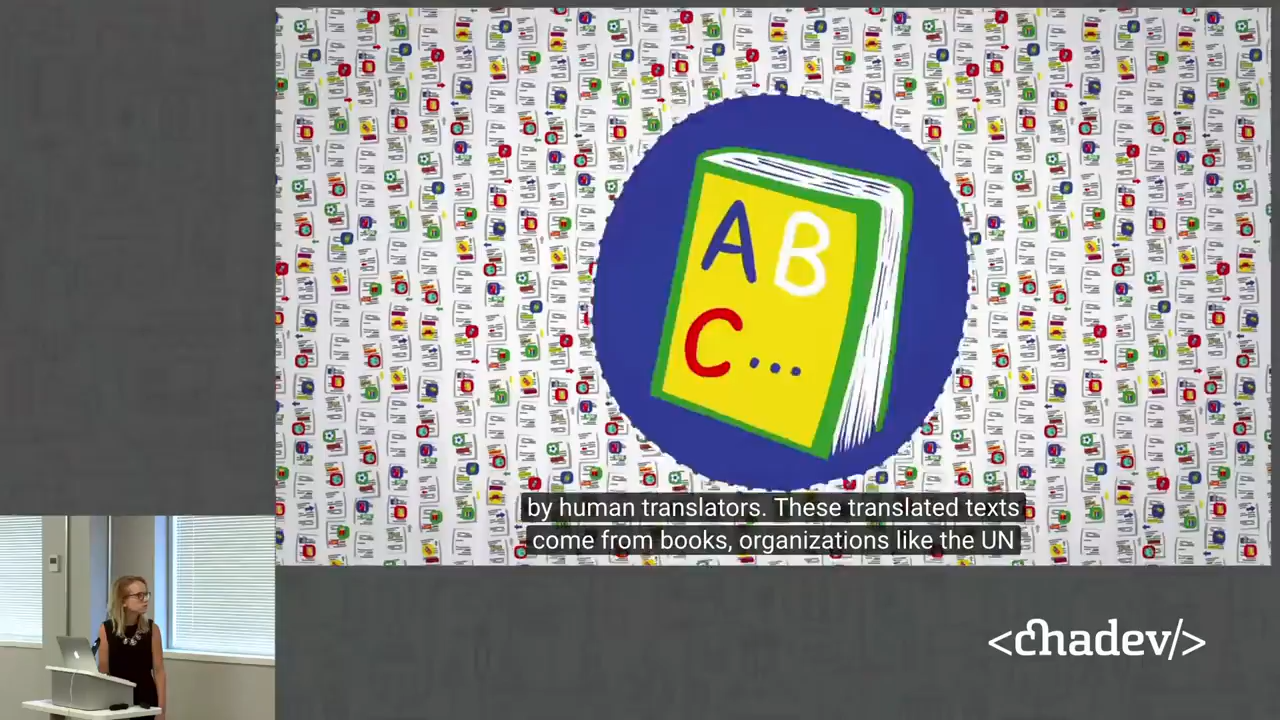 A B
C...
by human translators. These translated texts
come from books, organizations like the UN
<chadev/>